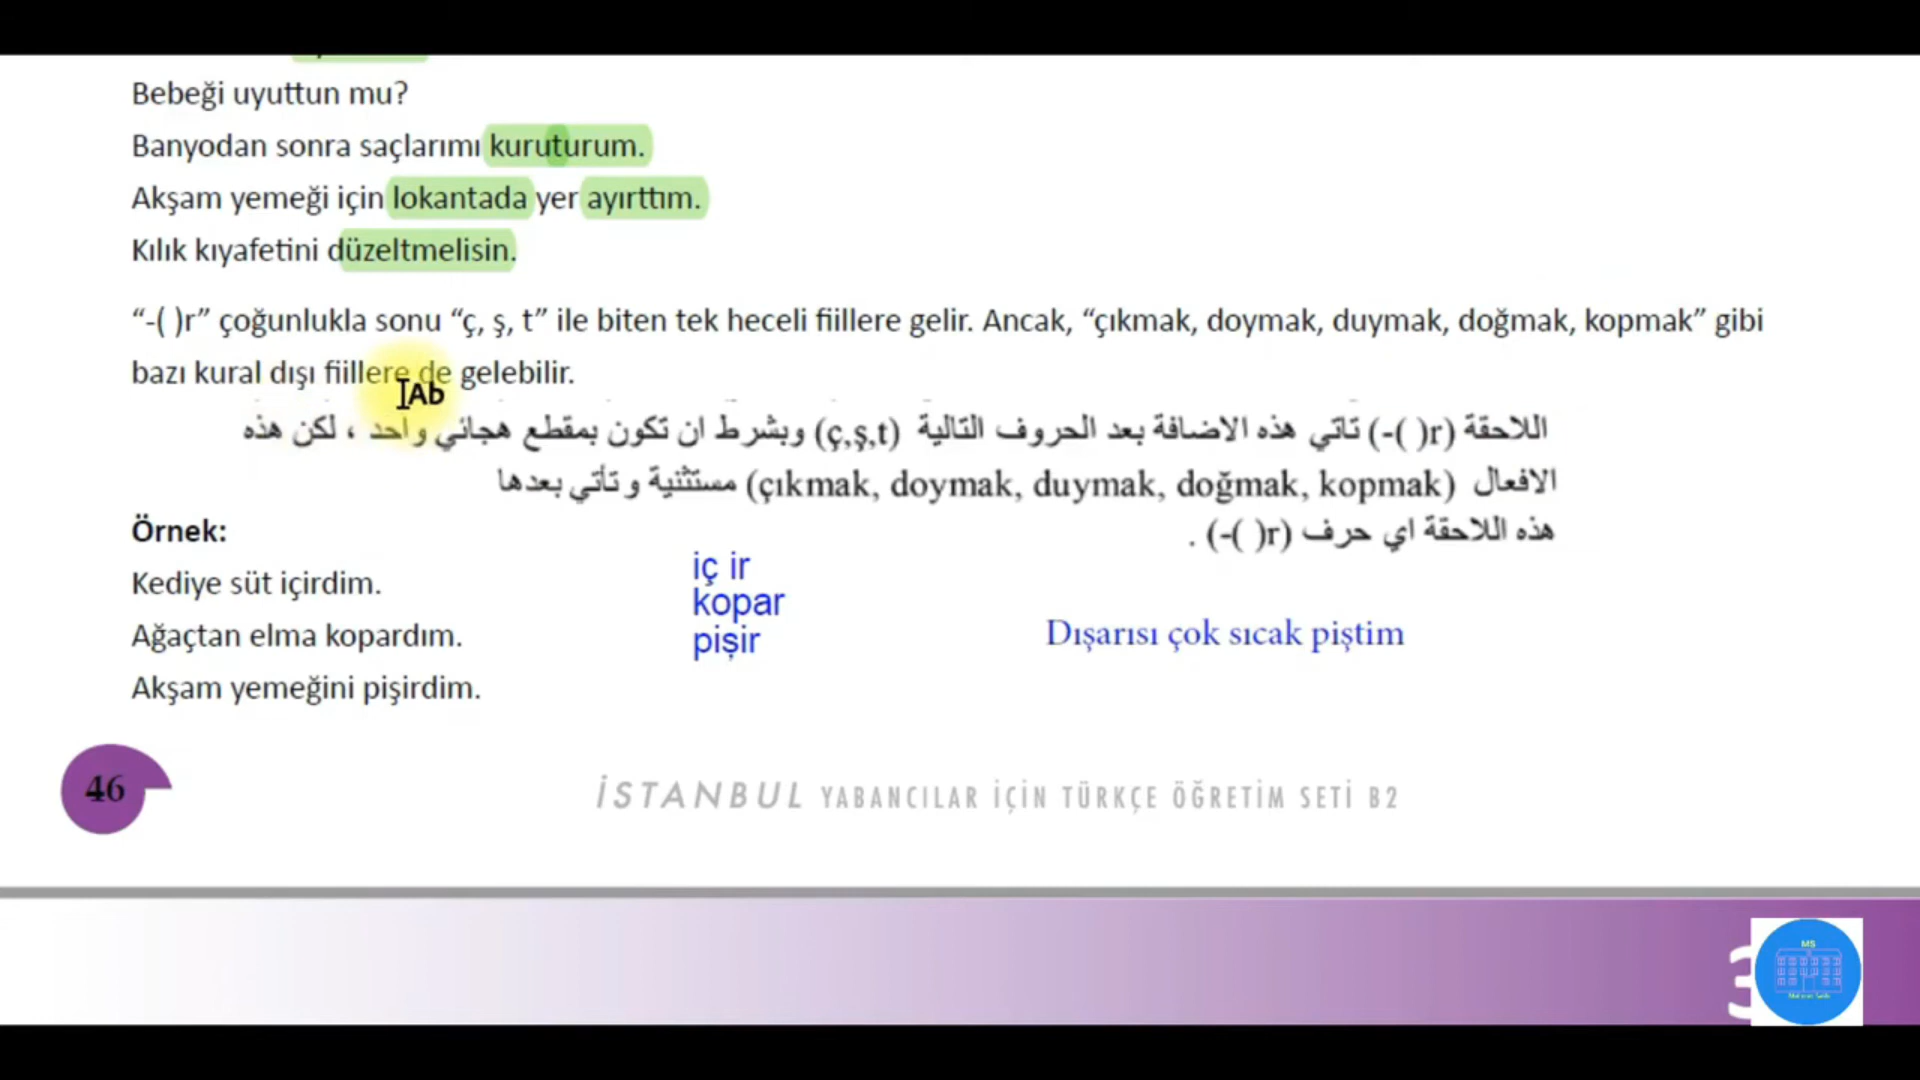 Bebeği uyuttun mu?
Banyodan sonra saçlarımı kuruturum.
Akşam yemeği için lokantada yer ayırttım.
Kılık kıyafetini düzeltmelisin.
“-( )r” çoğunlukla sonu “ç, ş, t” ile biten tek heceli fiillere gelir. Ancak, “çıkmak, doymak, duymak, doğmak, kopmak” gibi
bazı kural dışı fiillere de gelebilir.
Ab
اللاحقة (-( )r) تاتي هذه الاضافة بعد الحروف التالية (ç,ş,t) وبشرط ان تكون بمقطع هجائي واحد ، لكن هذه
الافعال (çıkmak, doymak, duymak, doğmak, kopmak) مستثنية و تأتي بعدها
هذه اللاحقة اي حرف (-( )r) .
Örnek:
Kediye süt içirdim.
Ağaçtan elma kopardım.
Akşam yemeğini pişirdim.
iç ir
kopar
pişir
Dışarısı çok sıcak piştim
46
İSTANBUL YABANCILAR İÇİN TÜRKÇE ÖĞRETİM SETİ B2
MS